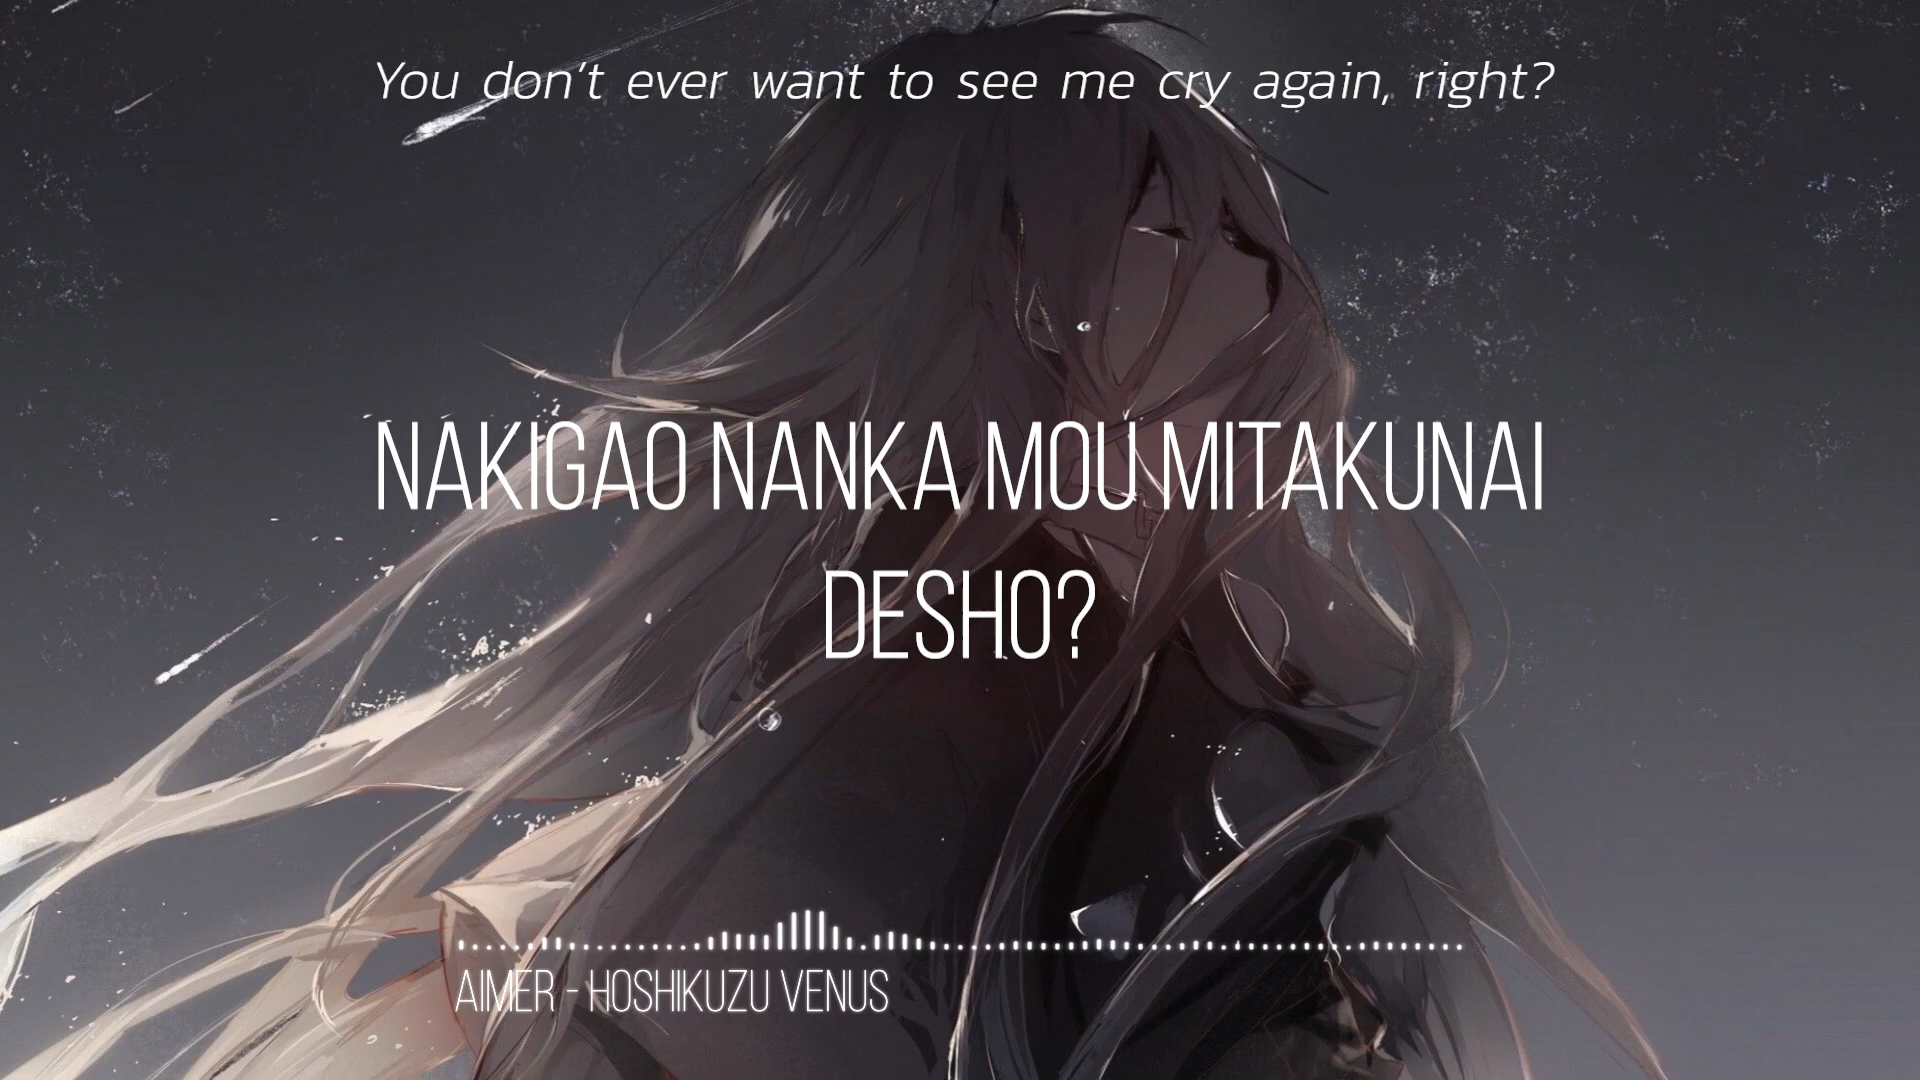 You don't ever want to see me cry again, right?
NAKIGAO NANKA MOU MITAKUNAI
DESHO?
AIMER - HOSHIKUZU VENUS